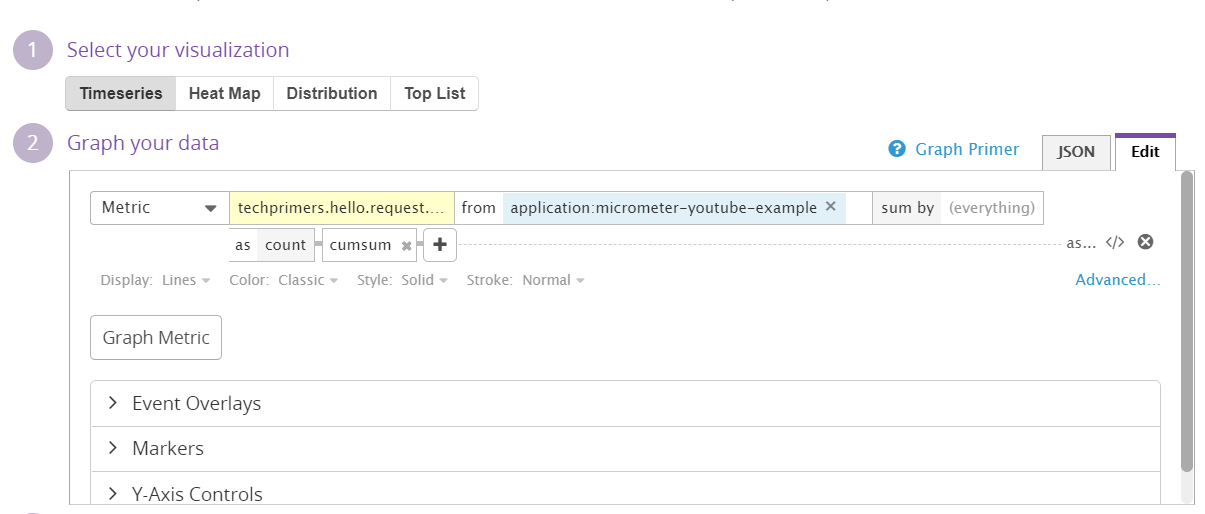 1 Select your visualization
Timeseries Heat Map Distribution Top List
2 Graph your data
Graph Primer JSON Edit
Metric techprimers.hello.request.... from application:micrometer-youtube-example × sum by (everything)
as count cumsum × + as... </> ×
Display: Lines Color: Classic Style: Solid Stroke: Normal Advanced...
Graph Metric
> Event Overlays
> Markers
> Y-Axis Controls